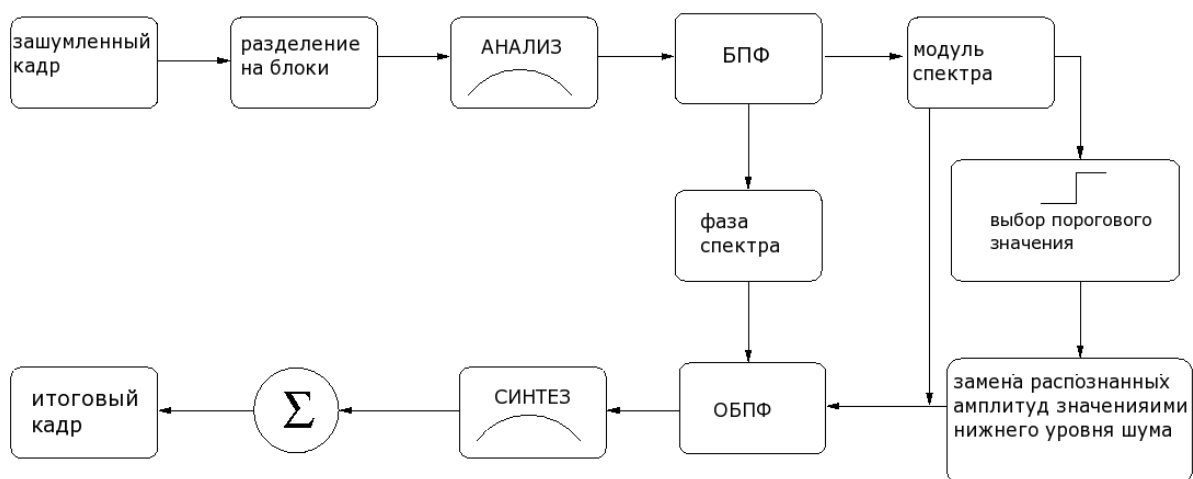 зашумленный
кадр
разделение
на блоки
АНАЛИЗ
БПФ
модуль
спектра
фаза
спектра
выбор порогового
значения
итоговый
кадр
Σ
СИНТЕЗ
ОБПФ
замена распознанных
амплитуд значенияими
нижнего уровня шума